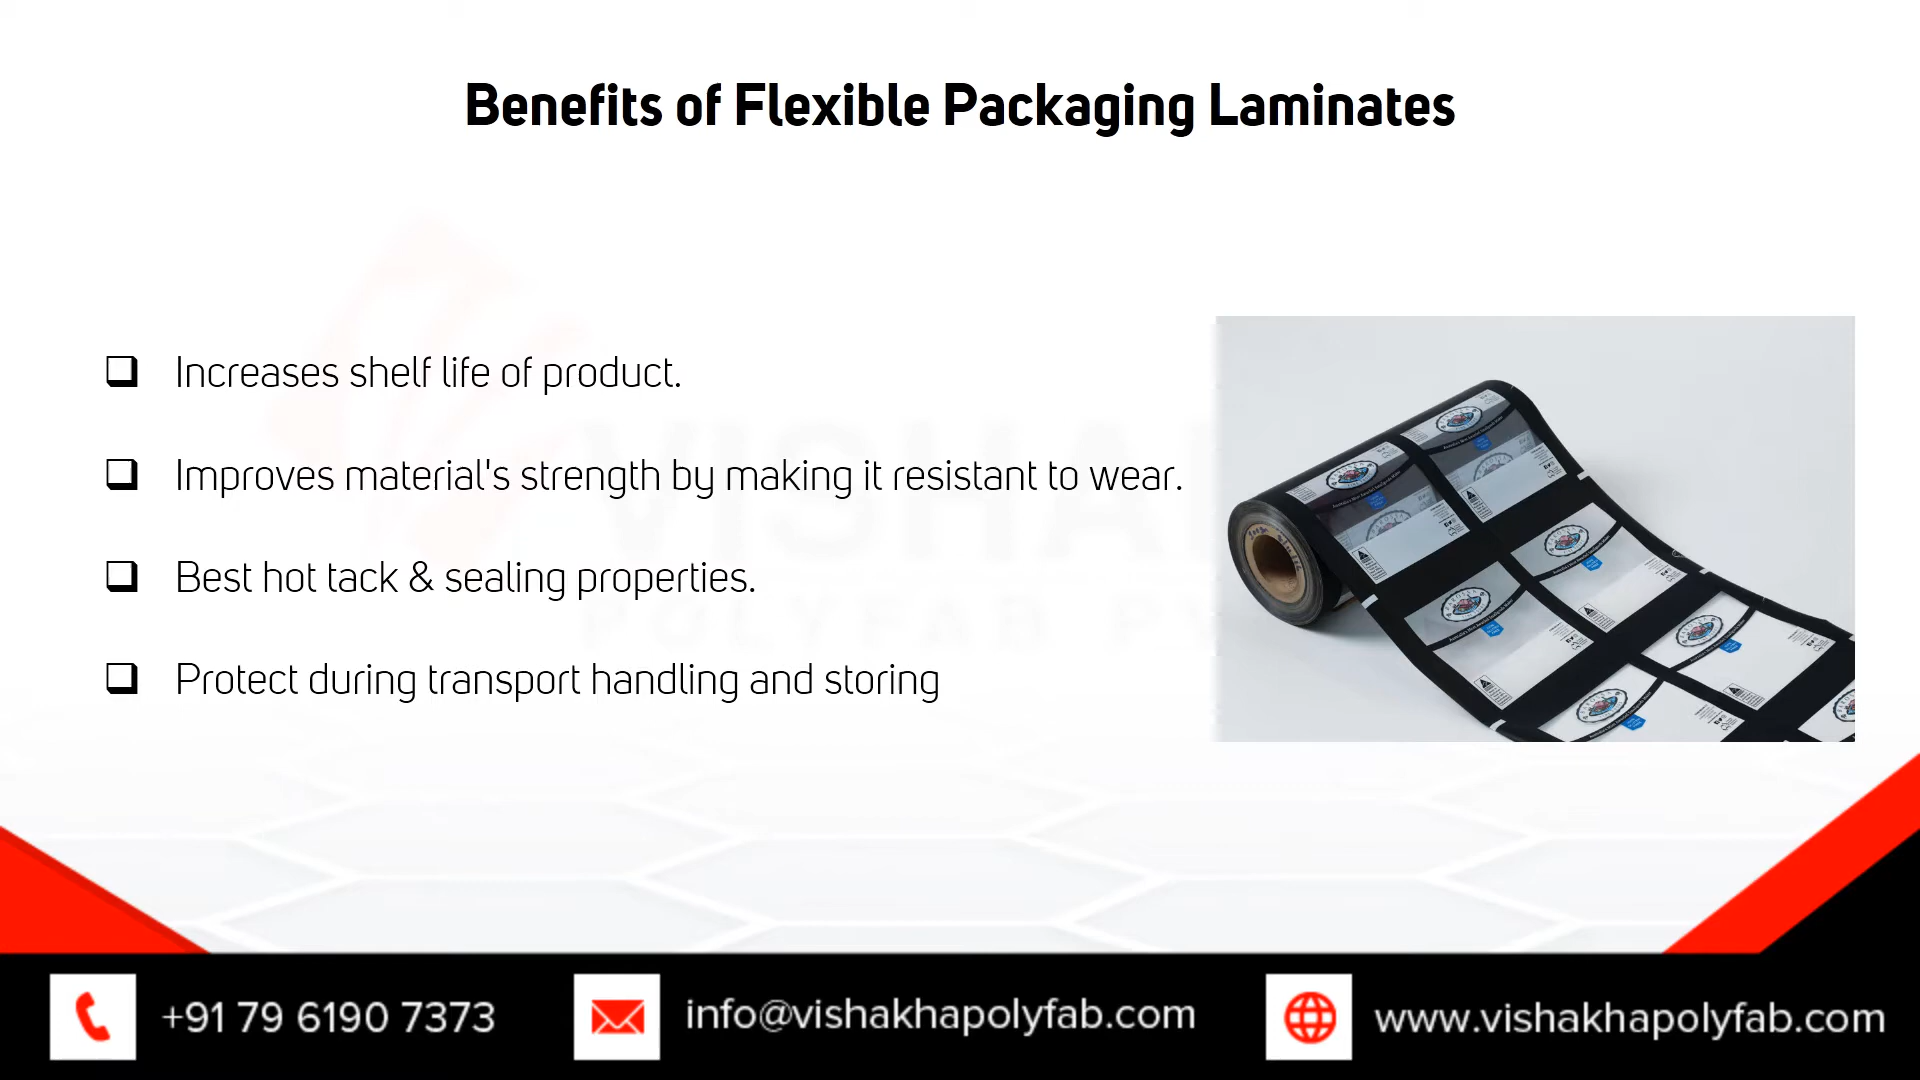 Benefits of Flexible Packaging Laminates
Increases shelf life of product.
Improves material's strength by making it resistant to wear.
Best hot tack & sealing properties.
Protect during transport handling and storing
+91 79 6190 7373
info@vishakhapolyfab.com
www.vishakhapolyfab.com